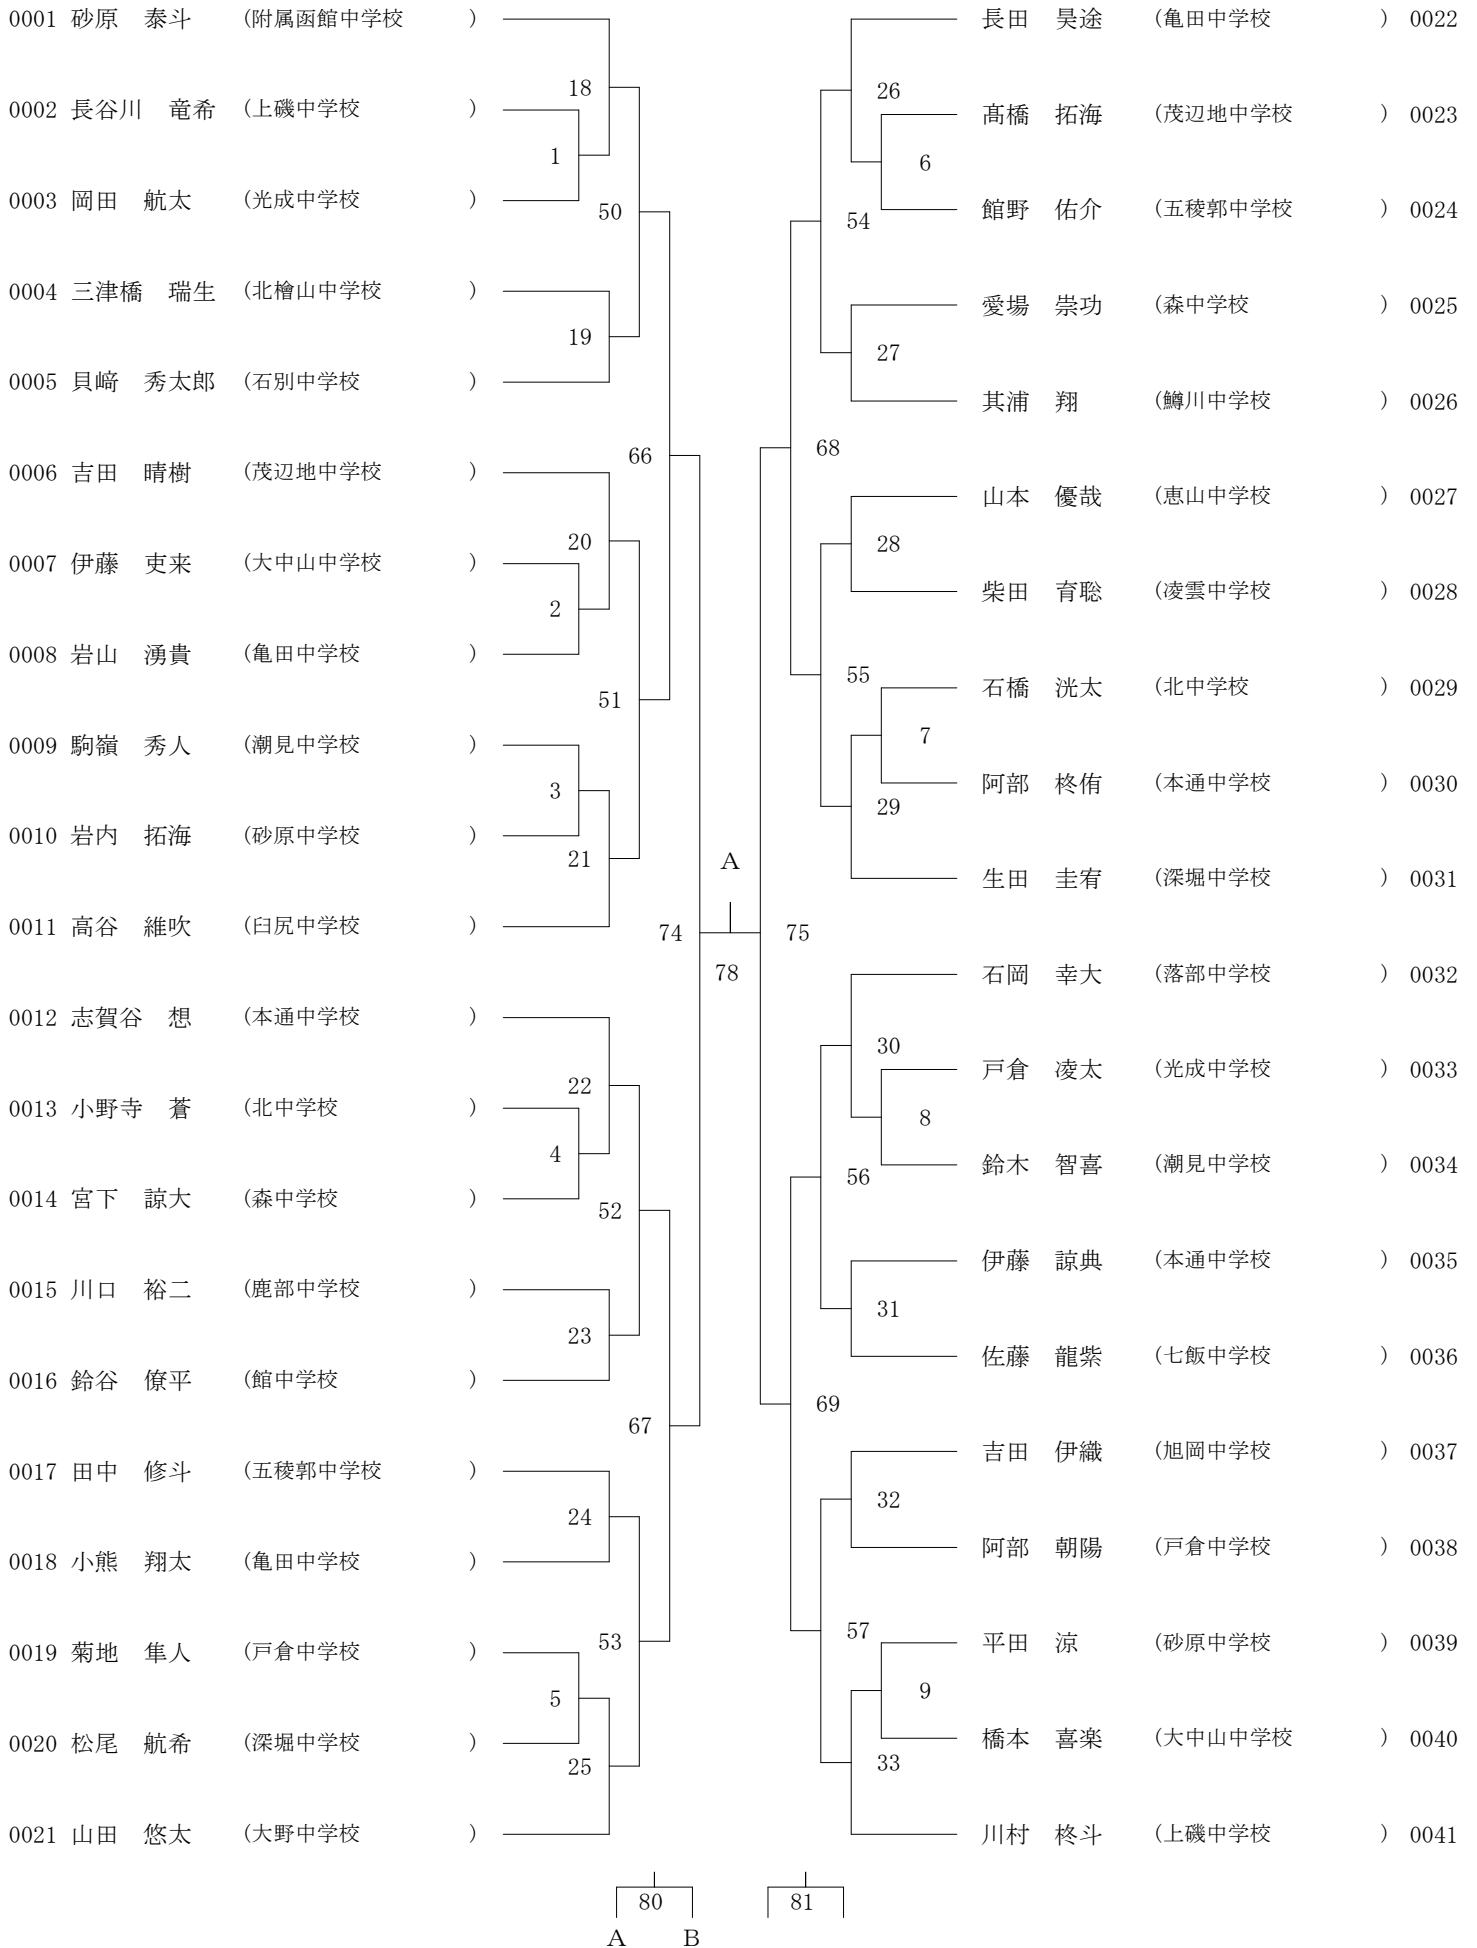 0001 砂原　泰斗 (附属函館中学校 )
18
0002 長谷川　竜希 (上磯中学校 )
1
0003 岡田　航太 (光成中学校 )
50
0004 三津橋　瑞生 (北檜山中学校 )
19
0005 貝﨑　秀太郎 (石別中学校 )
66
0006 吉田　晴樹 (茂辺地中学校 )
20
0007 伊藤　吏来 (大中山中学校 )
2
0008 岩山　湧貴 (亀田中学校 )
51
0009 駒嶺　秀人 (潮見中学校 )
3
0010 岩内　拓海 (砂原中学校 )
21
0011 高谷　維吹 (臼尻中学校 )
74
0012 志賀谷　想 (本通中学校 )
22
0013 小野寺　蒼 (北中学校 )
4
0014 宮下　諒大 (森中学校 )
52
0015 川口　裕二 (鹿部中学校 )
23
0016 鈴谷　僚平 (館中学校 )
67
0017 田中　修斗 (五稜郭中学校 )
24
0018 小熊　翔太 (亀田中学校 )
53
0019 菊地　隼人 (戸倉中学校 )
5
0020 松尾　航希 (深堀中学校 )
25
0021 山田　悠太 (大野中学校 )
A
78
長田　昊途 (亀田中学校 ) 0022
26
髙橋　拓海 (茂辺地中学校 ) 0023
6
館野　佑介 (五稜郭中学校 ) 0024
54
愛場　崇功 (森中学校 ) 0025
27
其浦　翔 (鱒川中学校 ) 0026
68
山本　優哉 (恵山中学校 ) 0027
28
柴田　育聡 (凌雲中学校 ) 0028
55
石橋　洸太 (北中学校 ) 0029
7
阿部　柊侑 (本通中学校 ) 0030
29
生田　圭宥 (深堀中学校 ) 0031
75
石岡　幸大 (落部中学校 ) 0032
30
戸倉　凌太 (光成中学校 ) 0033
8
鈴木　智喜 (潮見中学校 ) 0034
56
伊藤　諒典 (本通中学校 ) 0035
31
佐藤　龍紫 (七飯中学校 ) 0036
69
吉田　伊織 (旭岡中学校 ) 0037
32
阿部　朝陽 (戸倉中学校 ) 0038
57
平田　涼 (砂原中学校 ) 0039
9
橋本　喜楽 (大中山中学校 ) 0040
33
川村　柊斗 (上磯中学校 ) 0041
80
81
A B